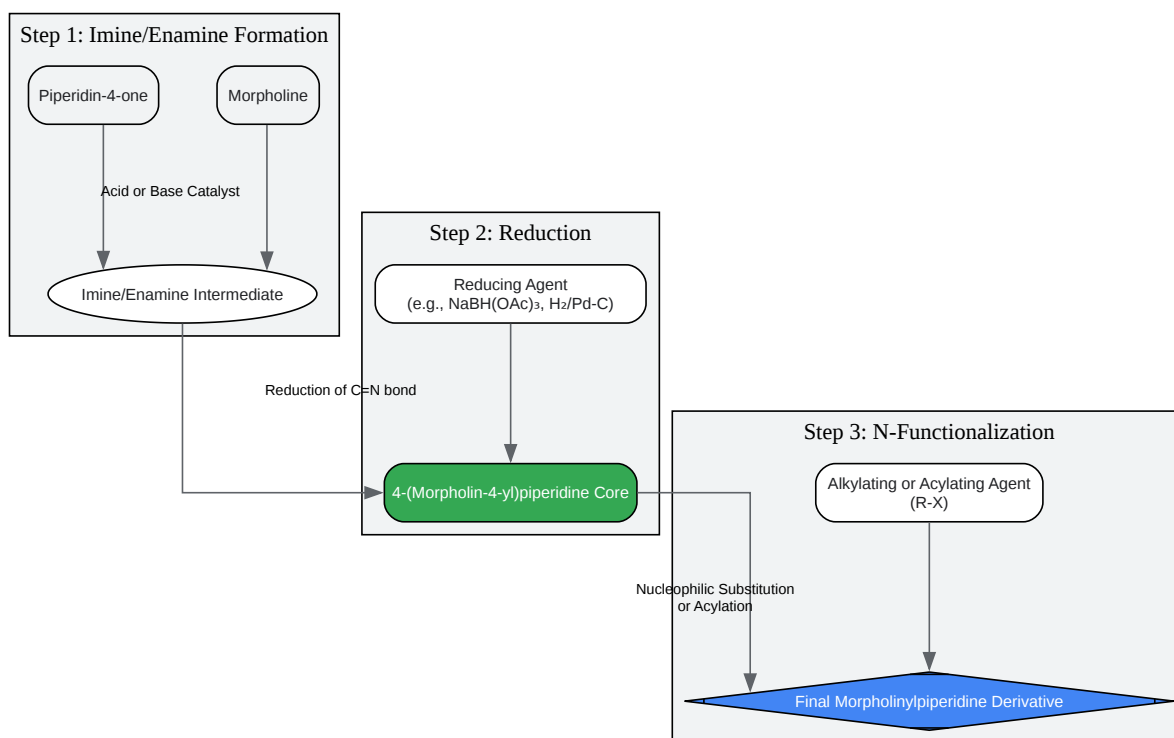 Step 1: Imine/Enamine Formation
Piperidin-4-one
Morpholine
Acid or Base Catalyst
Imine/Enamine Intermediate
Step 2: Reduction
Reducing Agent
(e.g., NaBH(OAc)₃, H₂/Pd-C)
Reduction of C=N bond
4-(Morpholin-4-yl)piperidine Core
Step 3: N-Functionalization
Alkylating or Acylating Agent
(R-X)
Nucleophilic Substitution
or Acylation
Final Morpholinylpiperidine Derivative